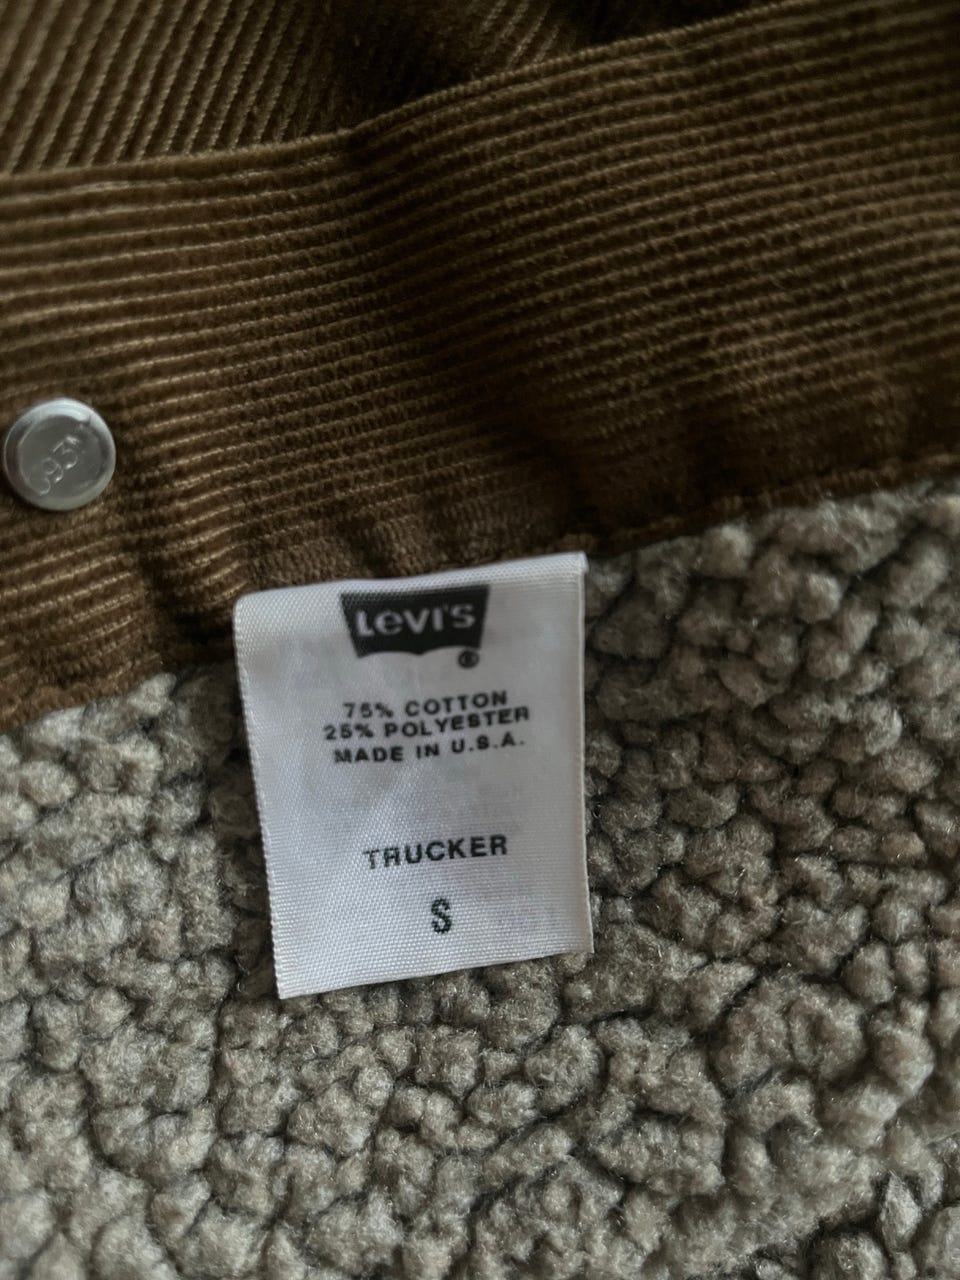 Levi's®
75% COTTON
25% POLYESTER
MADE IN U.S.A.
TRUCKER
S